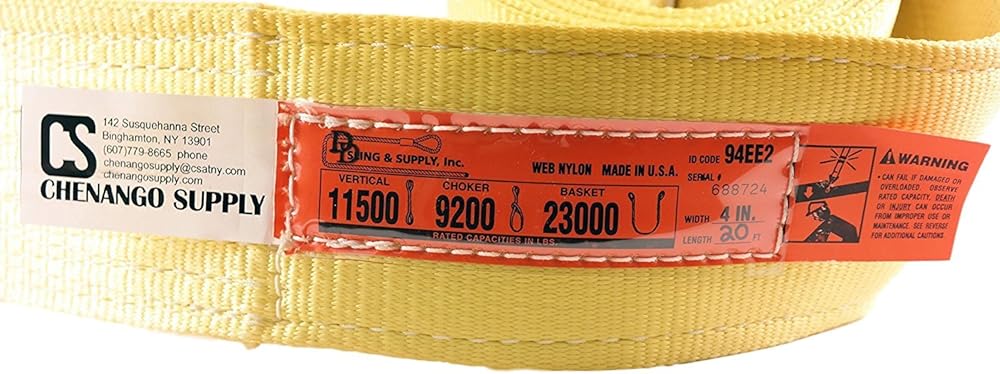 CS
142 Susquehanna Street
Binghamton, NY 13901
(607)779-8665 phone
chenangosupply@csatny.com
chenangosupply.com
CHENANGO SUPPLY
& SUPPLY, Inc.
WEB NYLON MADE IN U.S.A.
ID CODE 94EE2
SERIAL #
688724
VERTICAL
11500
CHOKER
9200
BASKET
23000
RATED CAPACITIES IN LBS.
WIDTH 4 IN.
LENGTH 20 FT
WARNING
• CAN FAIL IF DAMAGED OR
OVERLOADED. OBSERVE
RATED CAPACITY, DEATH
OR INJURY CAN OCCUR
FROM IMPROPER USE OR
MAINTENANCE. SEE REVERSE
FOR ADDITIONAL CAUTIONS.